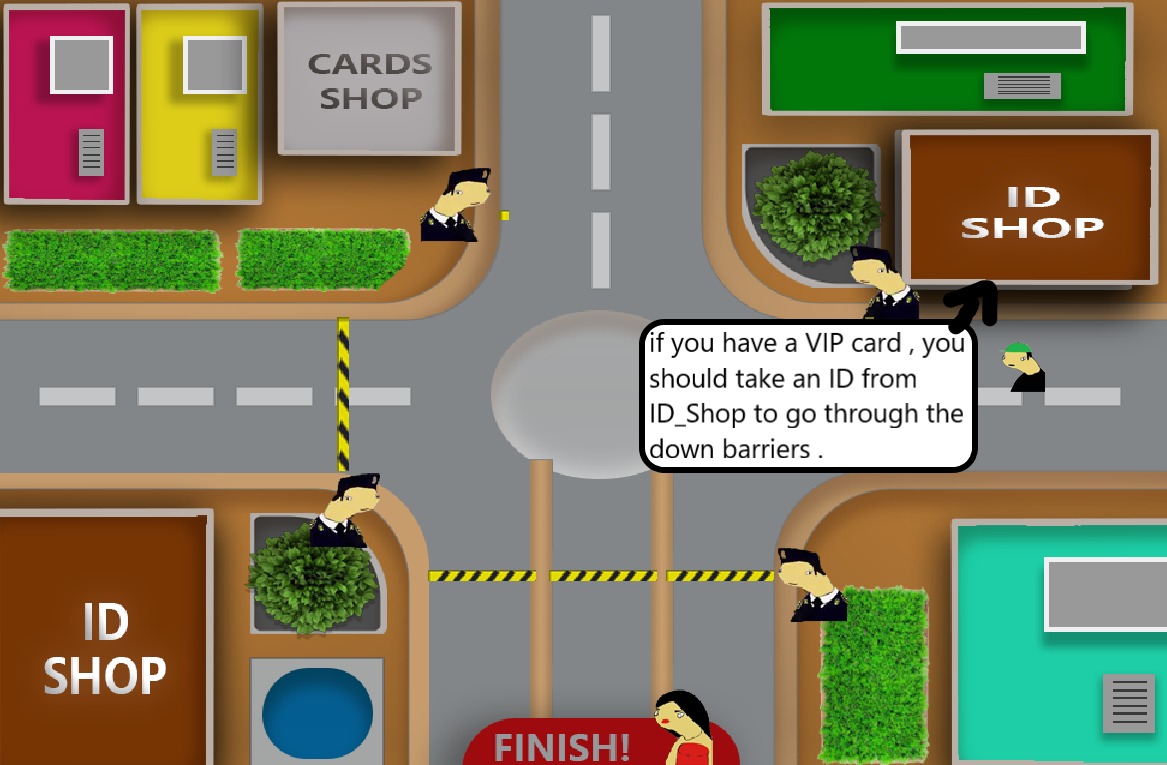 CARDS
SHOP
ID
SHOP
if you have a VIP card , you
should take an ID from
ID_Shop to go through the
down barriers .
ID
SHOP
FINISH!